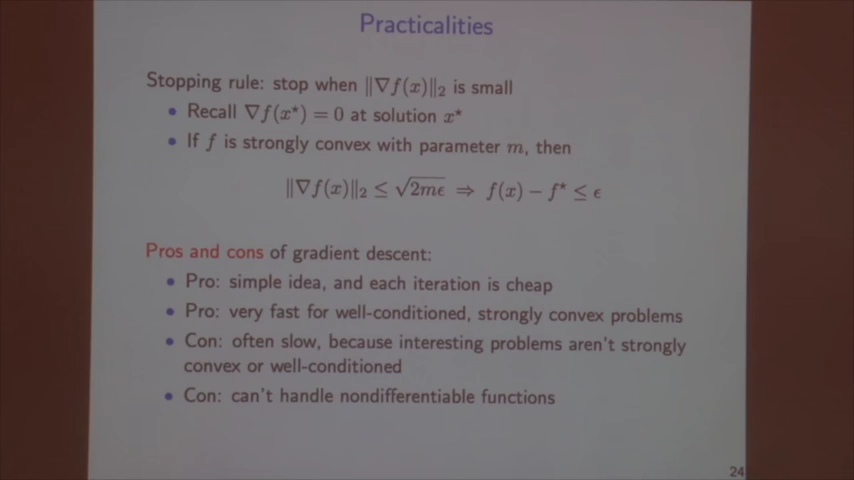 Practicalities
Stopping rule: stop when ‖∇f(x)‖₂ is small
• Recall ∇f(x⋆) = 0 at solution x⋆
• If f is strongly convex with parameter m, then
‖∇f(x)‖₂ ≤ √2mϵ ⇒ f(x) − f⋆ ≤ ϵ
Pros and cons of gradient descent:
• Pro: simple idea, and each iteration is cheap
• Pro: very fast for well-conditioned, strongly convex problems
• Con: often slow, because interesting problems aren't strongly
convex or well-conditioned
• Con: can't handle nondifferentiable functions
24